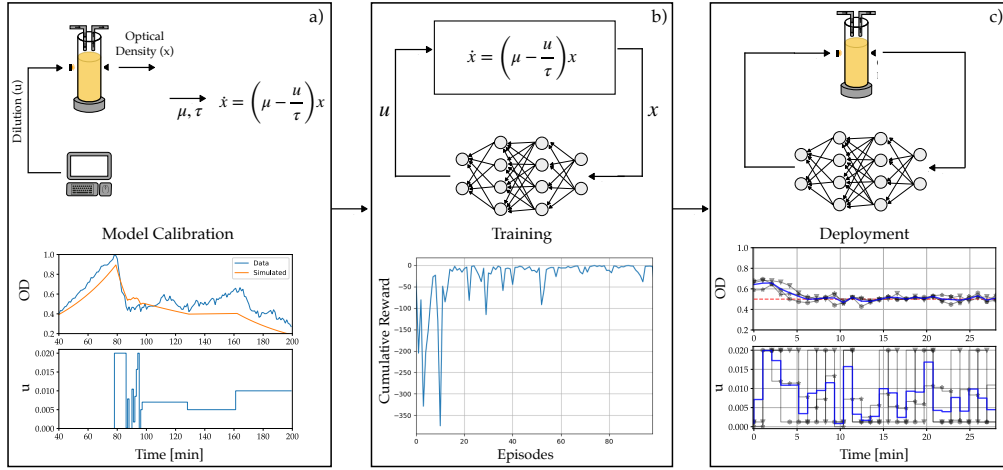 a)
Optical
Density (x)
Dilution (u)
μ, τ
ẋ = (μ − u/τ)x
Model Calibration
OD
1.0
0.8
0.6
0.4
0.2
Data
Simulated
40 60 80 100 120 140 160 180 200
u
0.020
0.015
0.010
0.005
0.000
40 60 80 100 120 140 160 180 200
Time [min]
b)
ẋ = (μ − u/τ)x
u
x
Training
Cumulative Reward
0
−50
−100
−150
−200
−250
−300
−350
0 20 40 60 80
Episodes
c)
Deployment
OD
1.0
0.8
0.6
0.4
0.2
0 5 10 15 20 25
u
0.020
0.015
0.010
0.005
0.000
0 5 10 15 20 25
Time [min]